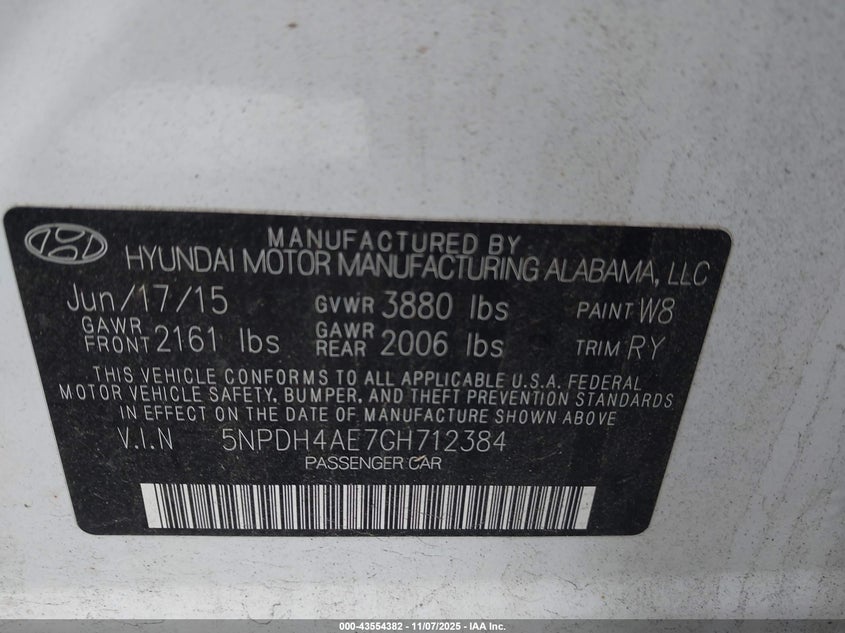 MANUFACTURED BY
HYUNDAI MOTOR MANUFACTURING ALABAMA, LLC
Jun/17/15 GVWR 3880 lbs PAINT W8
GAWR FRONT 2161 lbs GAWR REAR 2006 lbs TRIM RY
THIS VEHICLE CONFORMS TO ALL APPLICABLE U.S.A. FEDERAL
MOTOR VEHICLE SAFETY, BUMPER, AND THEFT PREVENTION STANDARDS
IN EFFECT ON THE DATE OF MANUFACTURE SHOWN ABOVE
V.I.N 5NPDH4AE7GH712384
PASSENGER CAR
000-43554382 - 11/07/2025 - IAA Inc.